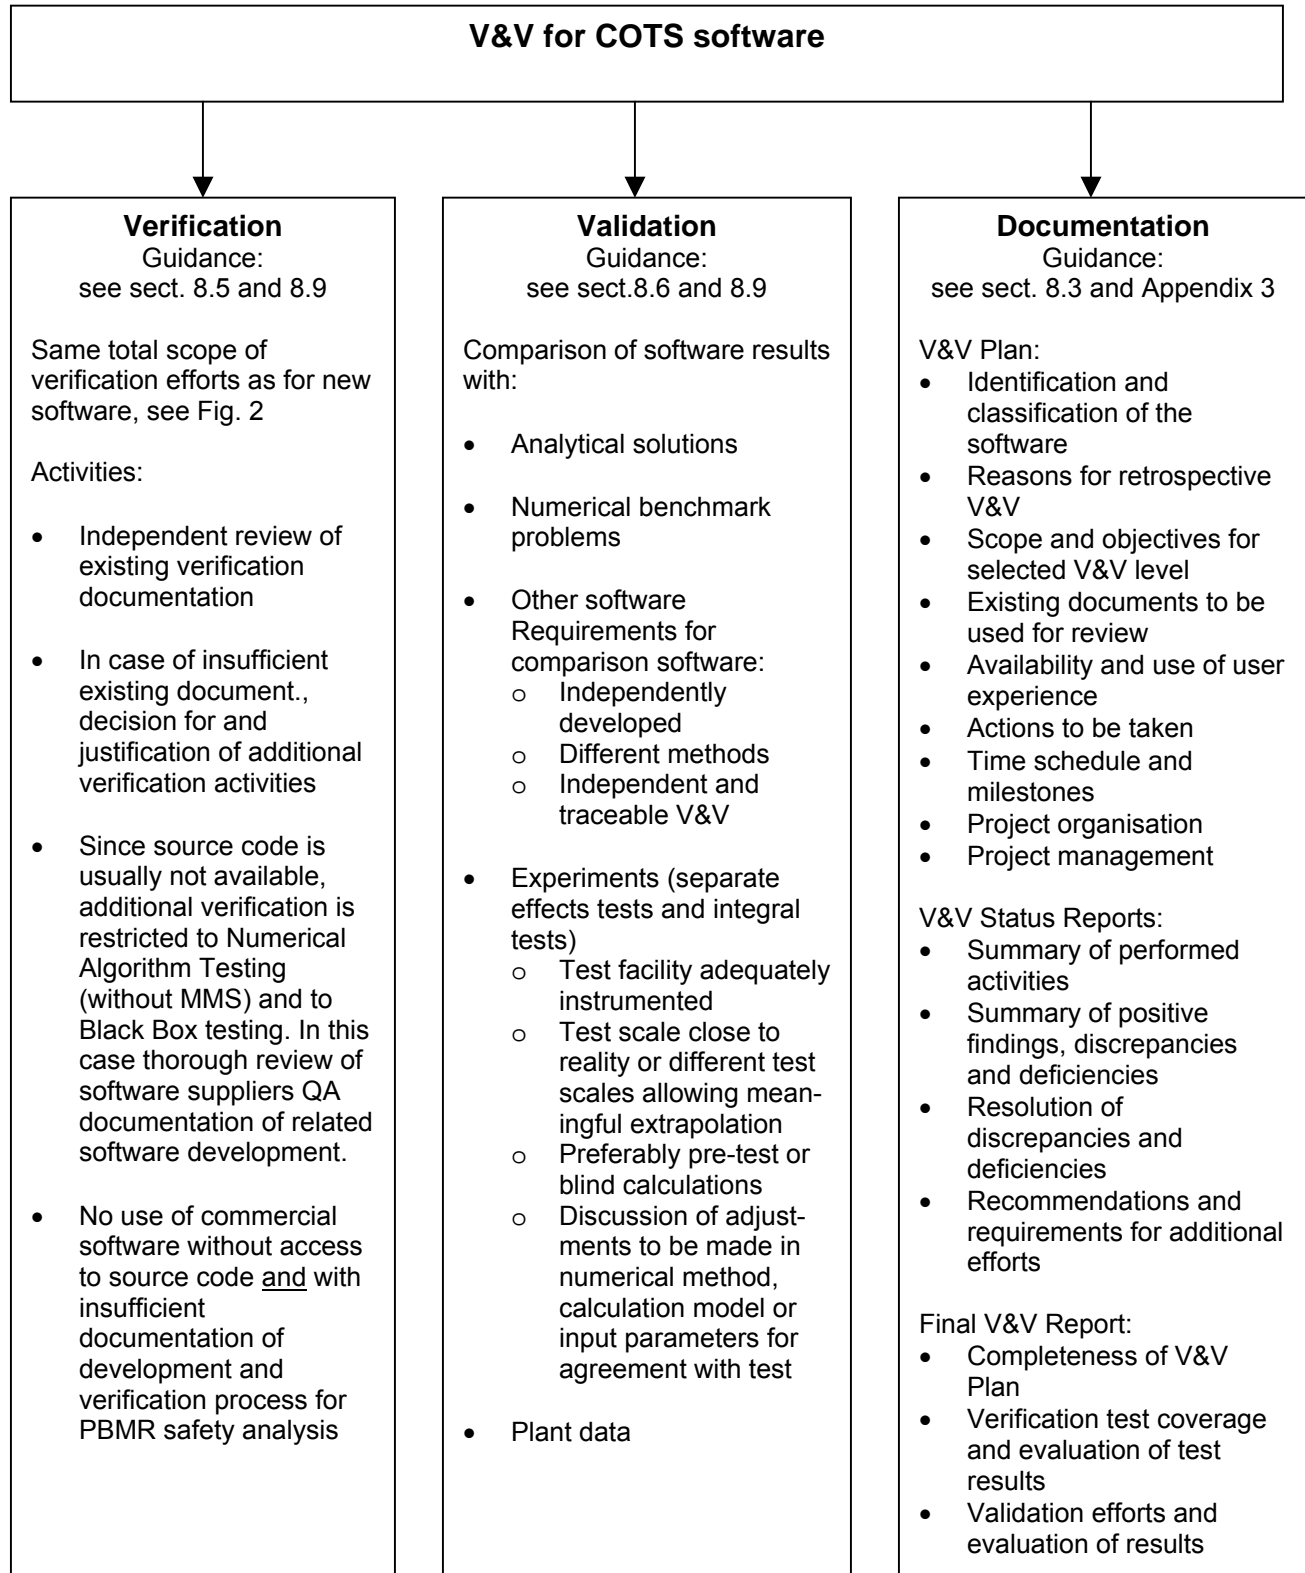 V&V for COTS software
Verification
Guidance:
see sect. 8.5 and 8.9
Same total scope of
verification efforts as for new
software, see Fig. 2
Activities:
• Independent review of
existing verification
documentation
• In case of insufficient
existing document.,
decision for and
justification of additional
verification activities
• Since source code is
usually not available,
additional verification is
restricted to Numerical
Algorithm Testing
(without MMS) and to
Black Box testing. In this
case thorough review of
software suppliers QA
documentation of related
software development.
• No use of commercial
software without access
to source code and with
insufficient
documentation of
development and
verification process for
PBMR safety analysis
Validation
Guidance:
see sect.8.6 and 8.9
Comparison of software results
with:
• Analytical solutions
• Numerical benchmark
problems
• Other software
Requirements for
comparison software:
o Independently
developed
o Different methods
o Independent and
traceable V&V
• Experiments (separate
effects tests and integral
tests)
o Test facility adequately
instrumented
o Test scale close to
reality or different test
scales allowing mean-
ingful extrapolation
o Preferably pre-test or
blind calculations
o Discussion of adjust-
ments to be made in
numerical method,
calculation model or
input parameters for
agreement with test
• Plant data
Documentation
Guidance:
see sect. 8.3 and Appendix 3
V&V Plan:
• Identification and
classification of the
software
• Reasons for retrospective
V&V
• Scope and objectives for
selected V&V level
• Existing documents to be
used for review
• Availability and use of user
experience
• Actions to be taken
• Time schedule and
milestones
• Project organisation
• Project management
V&V Status Reports:
• Summary of performed
activities
• Summary of positive
findings, discrepancies
and deficiencies
• Resolution of
discrepancies and
deficiencies
• Recommendations and
requirements for additional
efforts
Final V&V Report:
• Completeness of V&V
Plan
• Verification test coverage
and evaluation of test
results
• Validation efforts and
evaluation of results